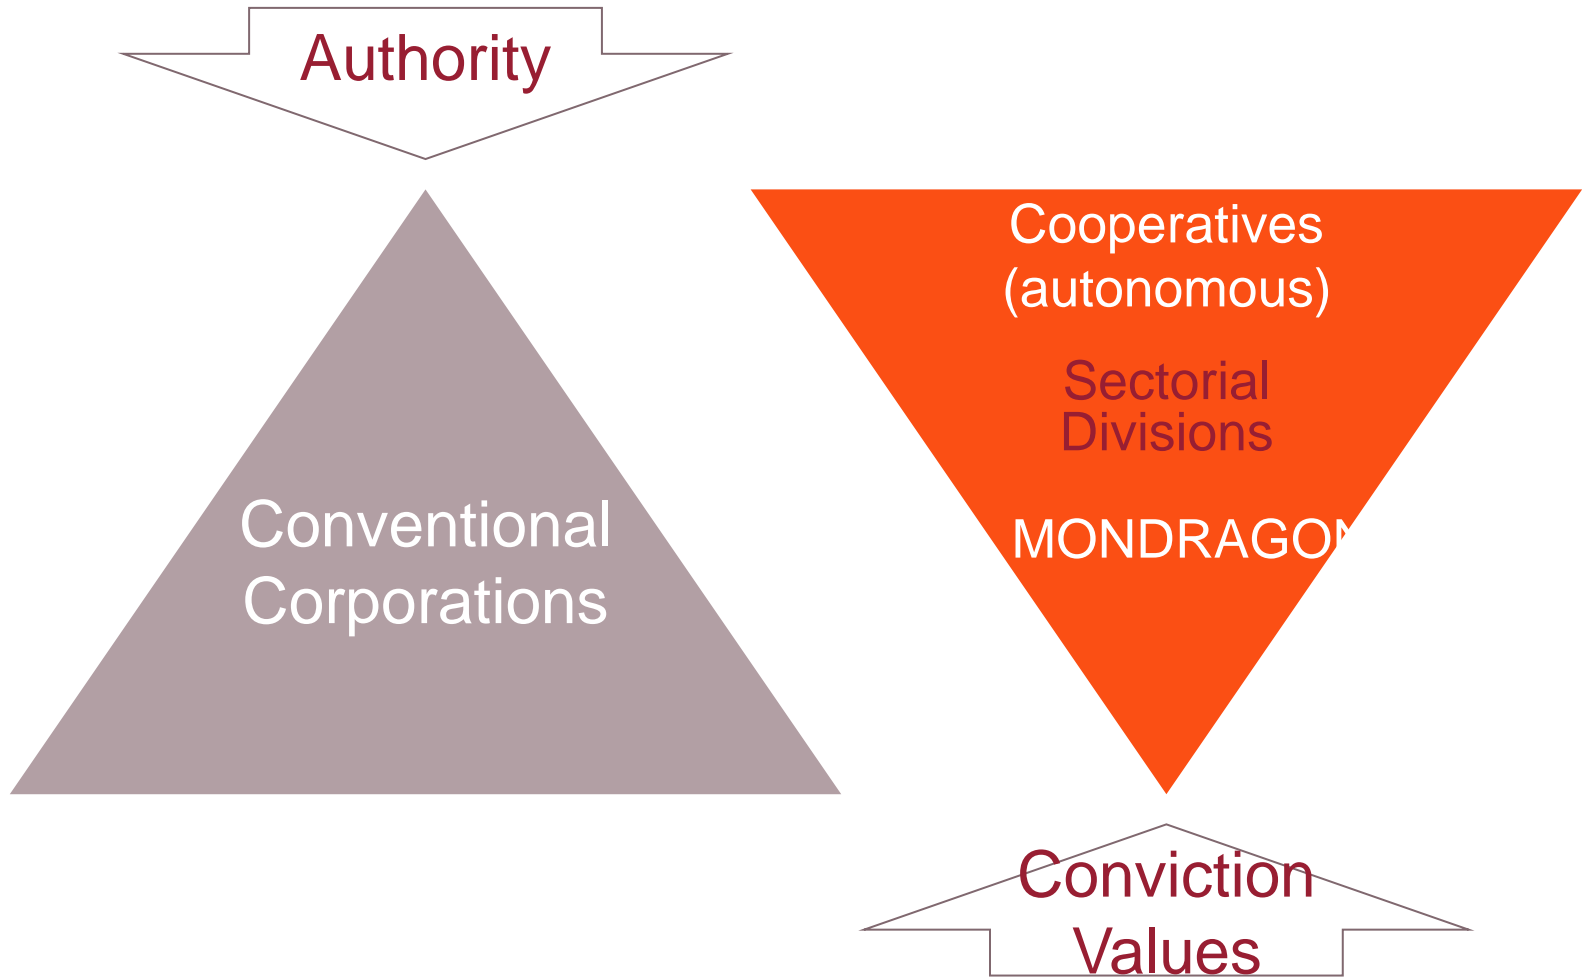 Authority
Conventional
Corporations
Cooperatives
(autonomous)
Sectorial
Divisions
MONDRAGON
Conviction
Values